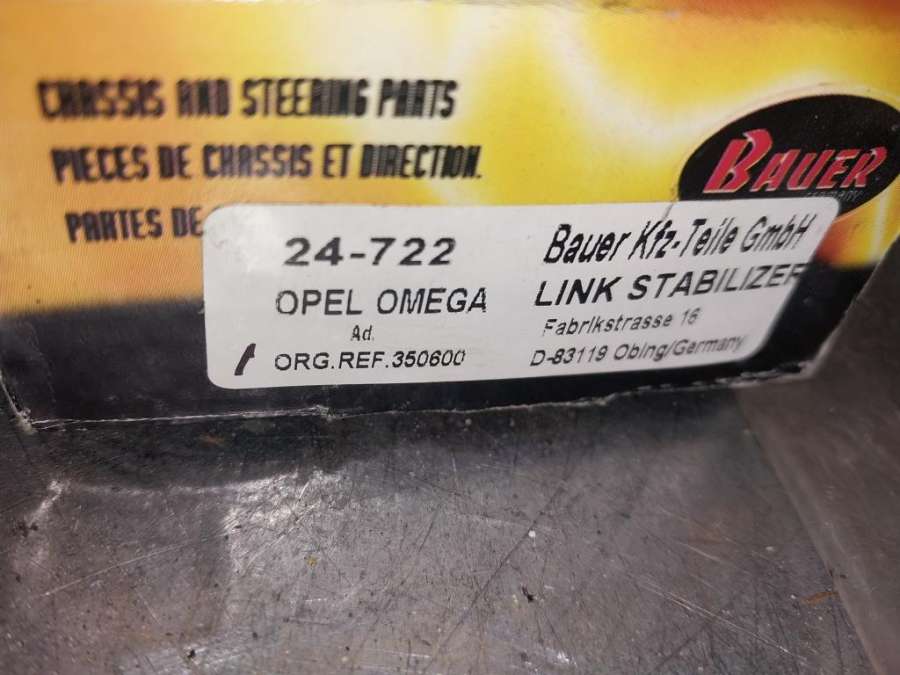 CHASSIS AND STEERING PARTS
PIECES DE CHASSIS ET DIRECTION.
PARTES DE
BAUER
Germany
24-722
OPEL OMEGA
Ad.
ORG.REF.350600
Bauer Kfz-Teile GmbH
LINK STABILIZER
Fabrikstrasse 16
D-83119 Obing/Germany